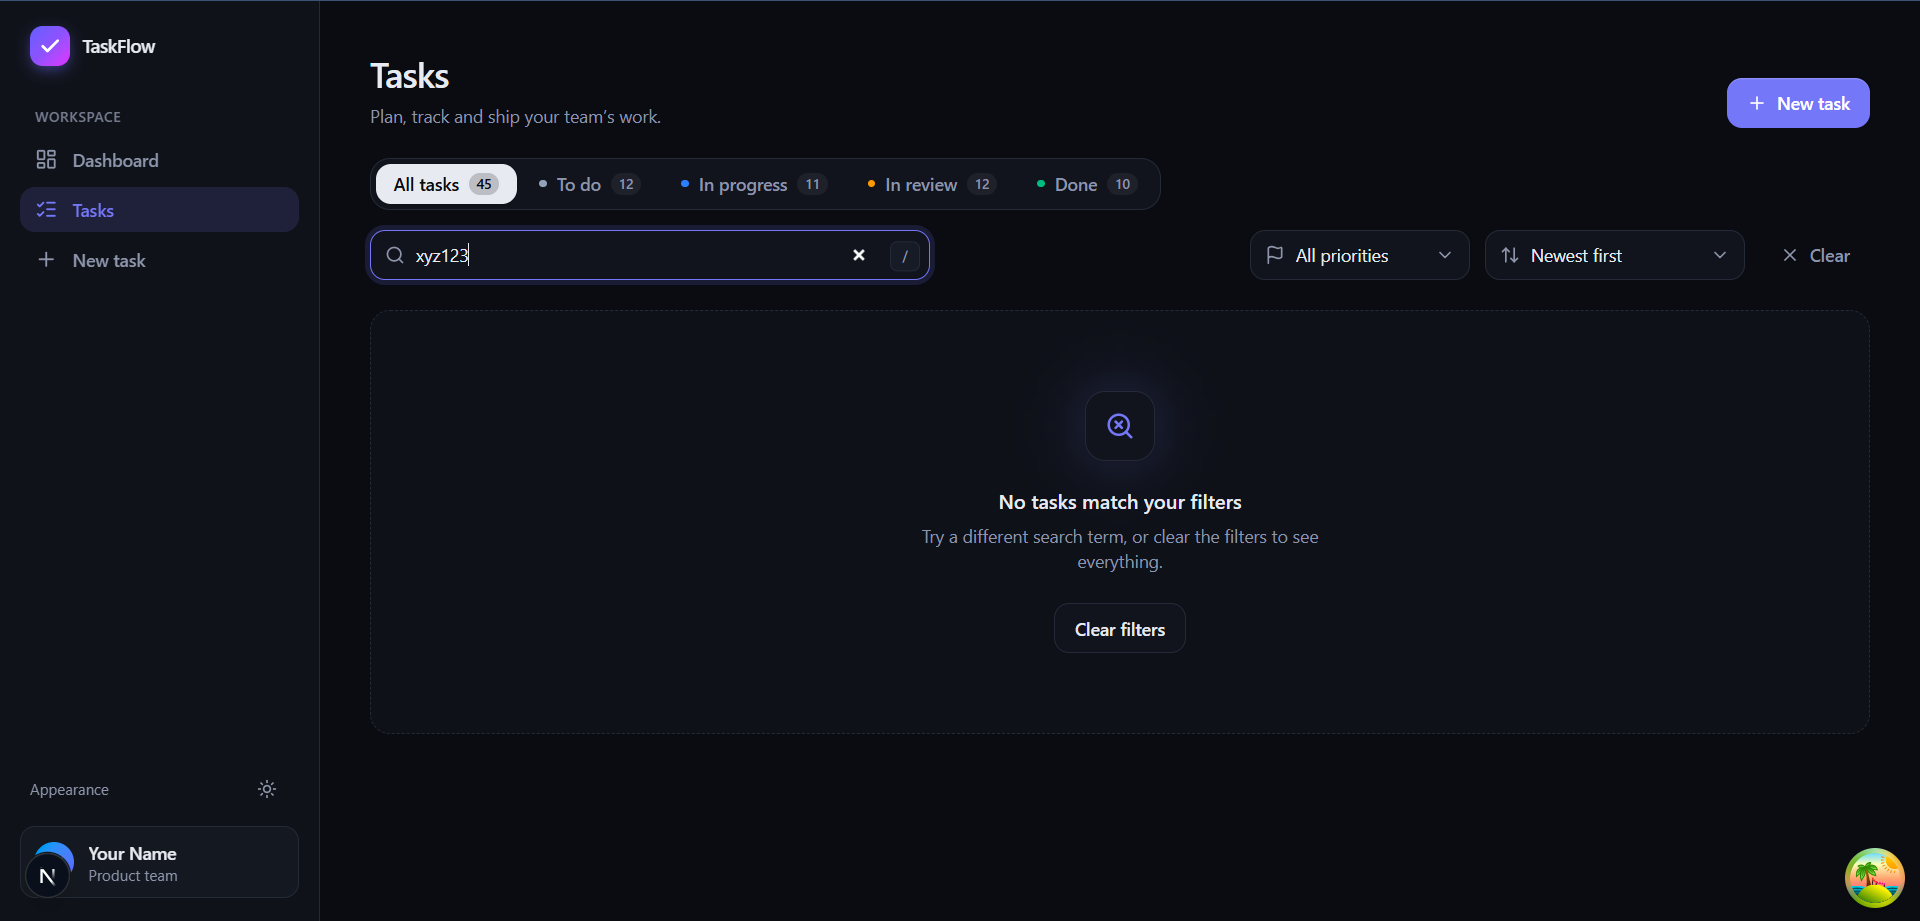 TaskFlow
WORKSPACE
Dashboard
Tasks
New task
Appearance
Your Name
Product team
N
Tasks
Plan, track and ship your team’s work.
New task
All tasks 45 To do 12 In progress 11 In review 12 Done 10
xyz123 /
All priorities Newest first Clear
No tasks match your filters
Try a different search term, or clear the filters to see
everything.
Clear filters